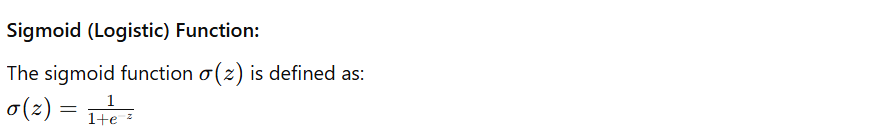 Sigmoid (Logistic) Function:
The sigmoid function σ(z) is defined as:
σ(z) = 1/(1+e^-z)